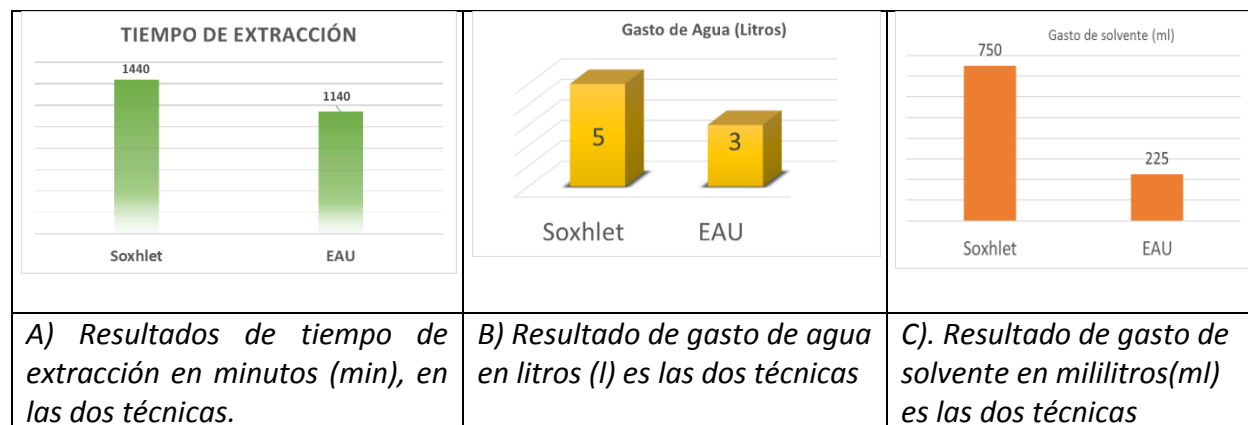 TIEMPO DE EXTRACCIÓN
1440
1140
Soxhlet EAU
Gasto de Agua (Litros)
5
3
Soxhlet EAU
Gasto de solvente (ml)
750
225
Soxhlet EAU
A) Resultados de tiempo de
extracción en minutos (min), en
las dos técnicas.
B) Resultado de gasto de agua
en litros (l) es las dos técnicas
C). Resultado de gasto de
solvente en mililitros(ml)
es las dos técnicas